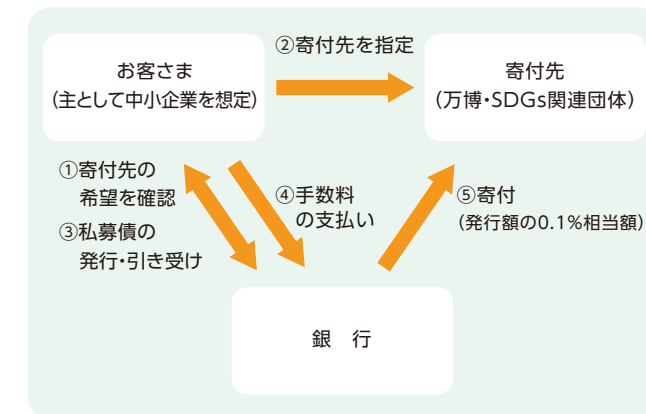 お客さま
(主として中小企業を想定)
②寄付先を指定
寄付先
(万博・SDGs関連団体)
①寄付先の
希望を確認
③私募債の
発行・引き受け
④手数料
の支払い
⑤寄付
(発行額の0.1%相当額)
銀　行